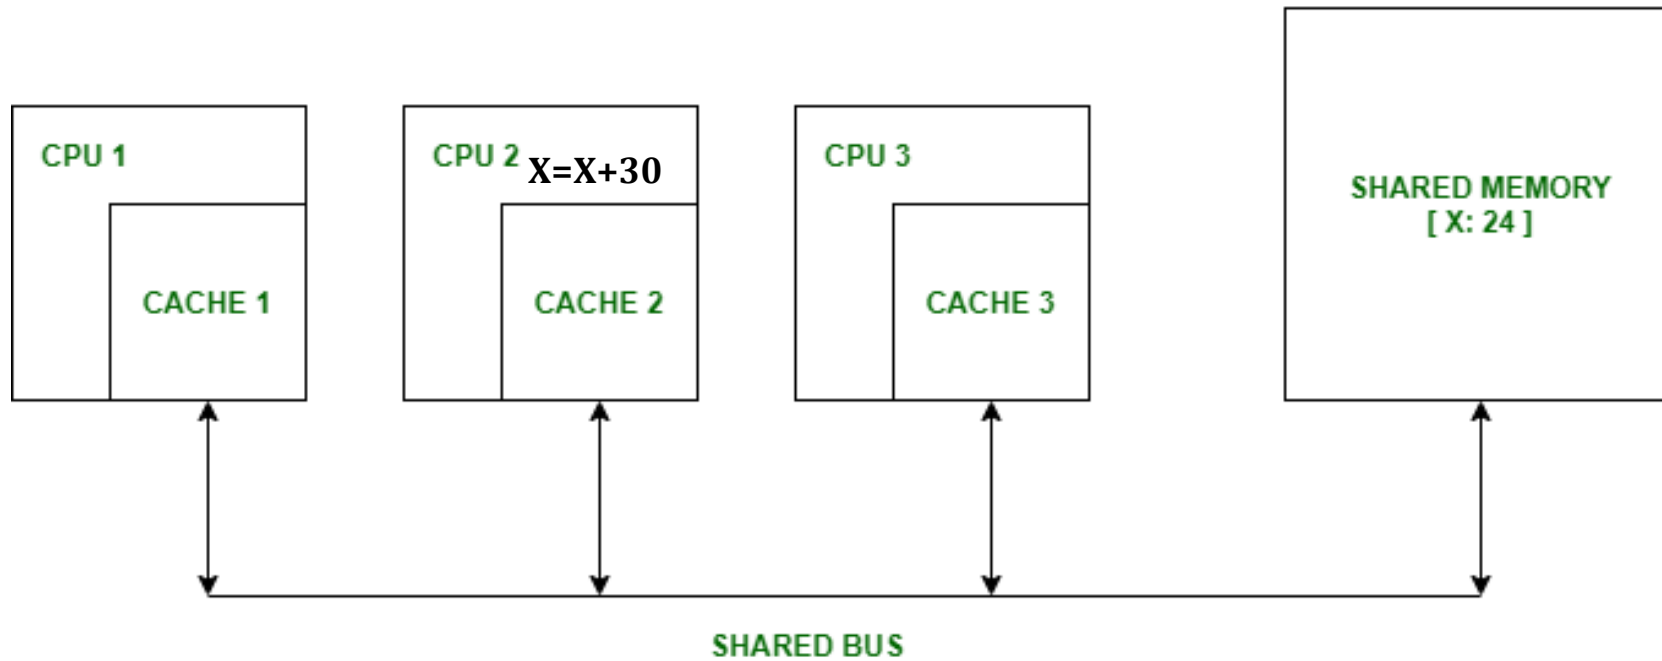 CPU 1
CPU 2
X=X+30
CPU 3
SHARED MEMORY
[ X: 24 ]
CACHE 1
CACHE 2
CACHE 3
SHARED BUS